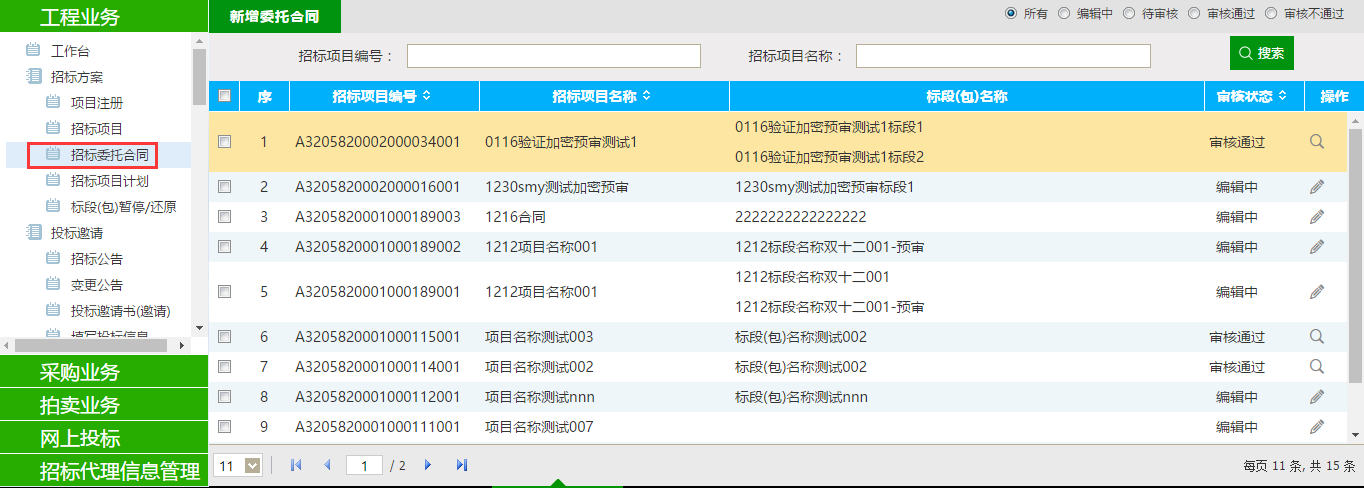 工程业务
工作台
招标方案
项目注册
招标项目
招标委托合同
招标项目计划
标段(包)暂停/还原
投标邀请
招标公告
变更公告
投标邀请书(邀请)
填写投标信息
采购业务
拍卖业务
网上投标
招标代理信息管理
新增委托合同
所有 编辑中 待审核 审核通过 审核不通过
招标项目编号： 招标项目名称： 搜索
序 招标项目编号 招标项目名称 标段(包)名称 审核状态 操作
1 A3205820002000034001 0116验证加密预审测试1 0116验证加密预审测试1标段1 审核通过
0116验证加密预审测试1标段2
2 A3205820002000016001 1230smy测试加密预审 1230smy测试加密预审标段1 编辑中
3 A3205820001000189003 1216合同 2222222222222222 编辑中
4 A3205820001000189002 1212项目名称001 1212标段名称双十二001-预审 编辑中
5 A3205820001000189001 1212项目名称001 1212标段名称双十二001 编辑中
1212标段名称双十二001-预审
6 A3205820001000115001 项目名称测试003 标段(包)名称测试002 审核通过
7 A3205820001000114001 项目名称测试002 标段(包)名称测试002 审核通过
8 A3205820001000112001 项目名称测试nnn 标段(包)名称测试nnn 编辑中
9 A3205820001000111001 项目名称测试007 编辑中
11 1 / 2 每页 11 条, 共 15 条